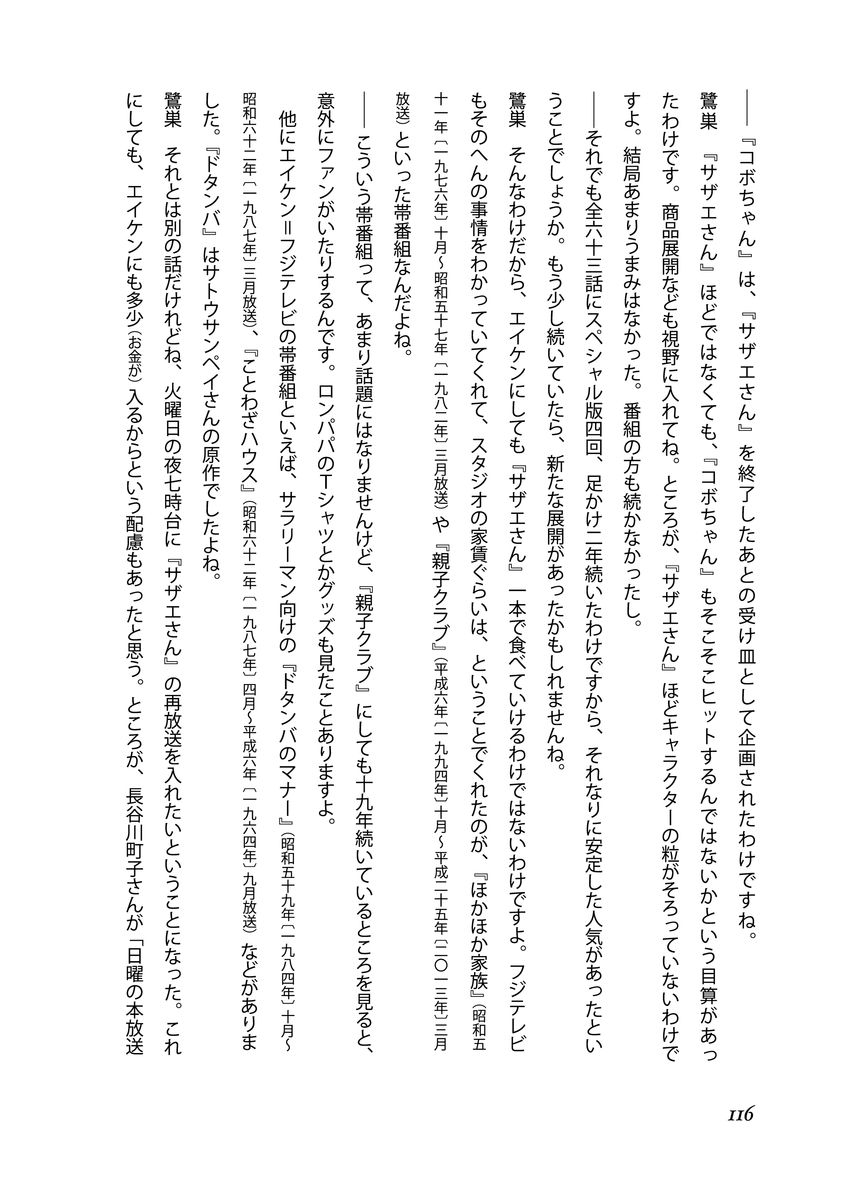 ――『コボちゃん』は、『サザエさん』を終了したあとの受け皿として企画されたわけですね。
鷺巣　『サザエさん』ほどではなくても、『コボちゃん』もそこそこヒットするんではないかという目算があっ
たわけです。商品展開なども視野に入れてね。ところが、『サザエさん』ほどキャラクターの粒がそろっていないわけで
すよ。結局あまりうまみはなかった。番組の方も続かなかったし。
――それでも全六十三話にスペシャル版四回、足かけ二年続いたわけですから、それなりに安定した人気があったとい
うことでしょうか。もう少し続いていたら、新たな展開があったかもしれませんね。
鷺巣　そんなわけだから、エイケンにしても『サザエさん』一本で食べていけるわけではないわけですよ。フジテレビ
もそのへんの事情をわかっていてくれて、スタジオの家賃ぐらいは、ということでくれたのが、『ほかほか家族』（昭和五
十一年〔一九七六年〕十月〜昭和五十七年〔一九八二年〕三月放送）や『親子クラブ』（平成六年〔一九九四年〕十月〜平成二十五年〔二〇一三年〕三月
放送）といった帯番組なんだよね。
――こういう帯番組って、あまり話題にはなりませんけど、『親子クラブ』にしても十九年続いているところを見ると、
意外にファンがいたりするんです。ロンパパのTシャツとかグッズも見たことありますよ。
　他にエイケン＝フジテレビの帯番組といえば、サラリーマン向けの『ドタンバのマナー』（昭和五十九年〔一九八四年〕十月〜
昭和六十二年〔一九八七年〕三月放送）、『ことわざハウス』（昭和六十二年〔一九八七年〕四月〜平成六年〔一九六四年〕九月放送）などがありま
した。『ドタンバ』はサトウサンペイさんの原作でしたよね。
鷺巣　それとは別の話だけれどね、火曜日の夜七時台に『サザエさん』の再放送を入れたいということになった。これ
にしても、エイケンにも多少（お金が）入るからという配慮もあったと思う。ところが、長谷川町子さんが「日曜の本放送
116